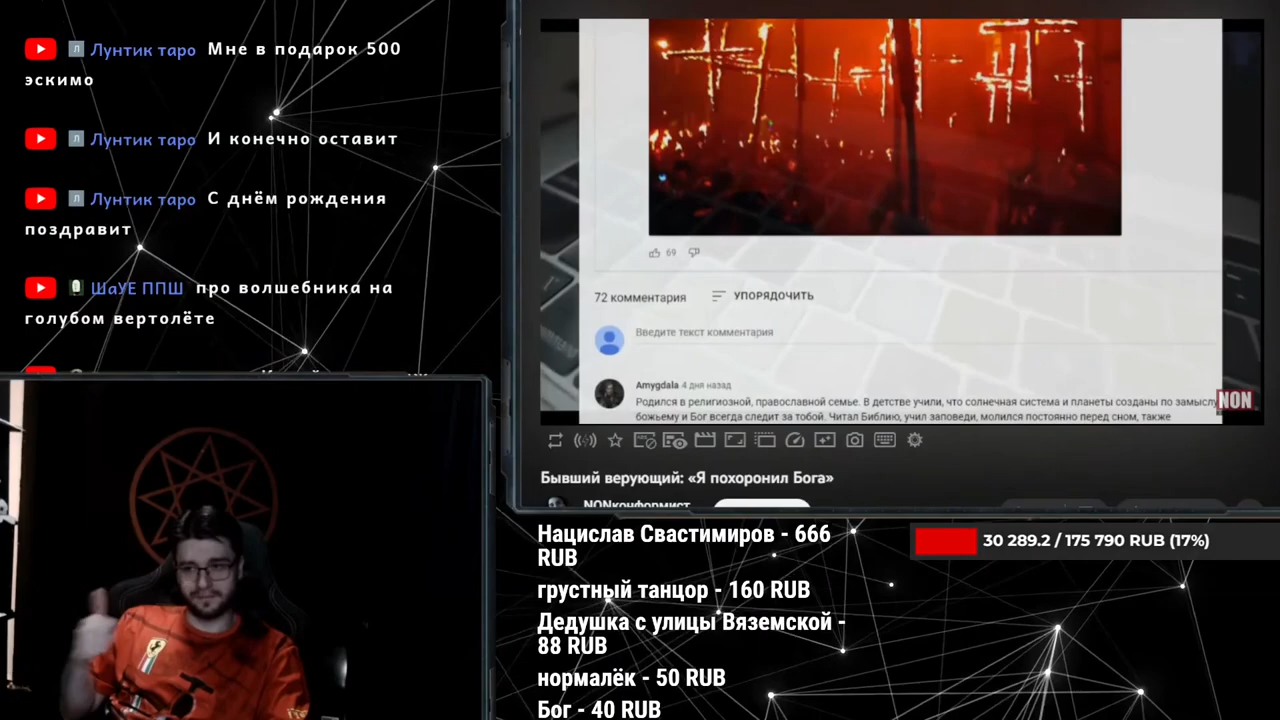 Лунтик таро Мне в подарок 500
эскимо
Лунтик таро И конечно оставит
Лунтик таро С днём рождения
поздравит
ШаУЕ ППШ про волшебника на
голубом вертолёте
69
72 комментария УПОРЯДОЧИТЬ
Введите текст комментария
Amygdala 4 дня назад
Родился в религиозной, православной семье. В детстве учили, что солнечная система и планеты созданы по замыслу
божьему и Бог всегда следит за тобой. Читал Библию, учил заповеди, молился постоянно перед сном, также
NON
Бывший верующий: «Я похоронил Бога»
NONконформист
Нациcлав Свастимиров - 666
RUB
грустный танцор - 160 RUB
Дедушка с улицы Вяземской -
88 RUB
нормалёк - 50 RUB
Бог - 40 RUB
30 289.2 / 175 790 RUB (17%)